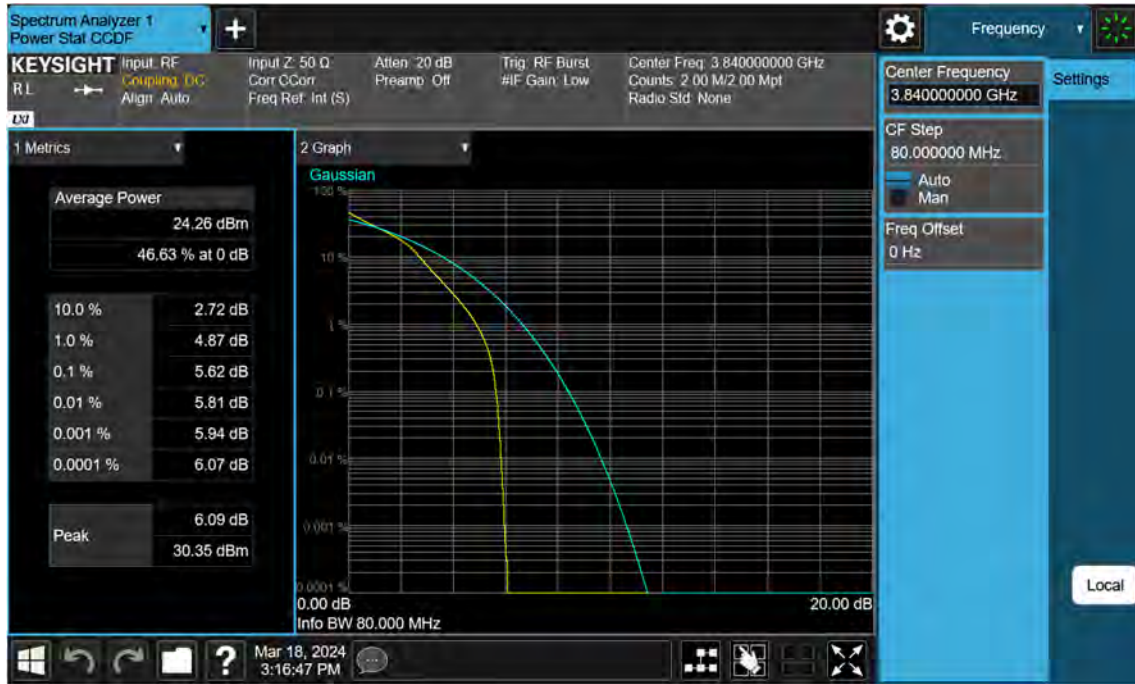 Spectrum Analyzer 1
Power Stat CCDF
Frequency
KEYSIGHT
RL
LXI
Input: RF
Coupling: DC
Align: Auto
Input Z: 50 Ω
Corr CCorr
Freq Ref: Int (S)
Atten: 20 dB
Preamp: Off
Trig: RF Burst
#IF Gain: Low
Center Freq: 3.840000000 GHz
Counts: 2.00 M/2.00 Mpt
Radio Std: None
Center Frequency
3.840000000 GHz
Settings
CF Step
80.000000 MHz
Auto
Man
Freq Offset
0 Hz
1 Metrics
Average Power
24.26 dBm
46.63 % at 0 dB
10.0 % 2.72 dB
1.0 % 4.87 dB
0.1 % 5.62 dB
0.01 % 5.81 dB
0.001 % 5.94 dB
0.0001 % 6.07 dB
Peak
6.09 dB
30.35 dBm
2 Graph
Gaussian
100 %
10 %
1 %
0.1 %
0.01 %
0.001 %
0.0001 %
0.00 dB 20.00 dB
Info BW 80.000 MHz
Local
?
Mar 18, 2024
3:16:47 PM